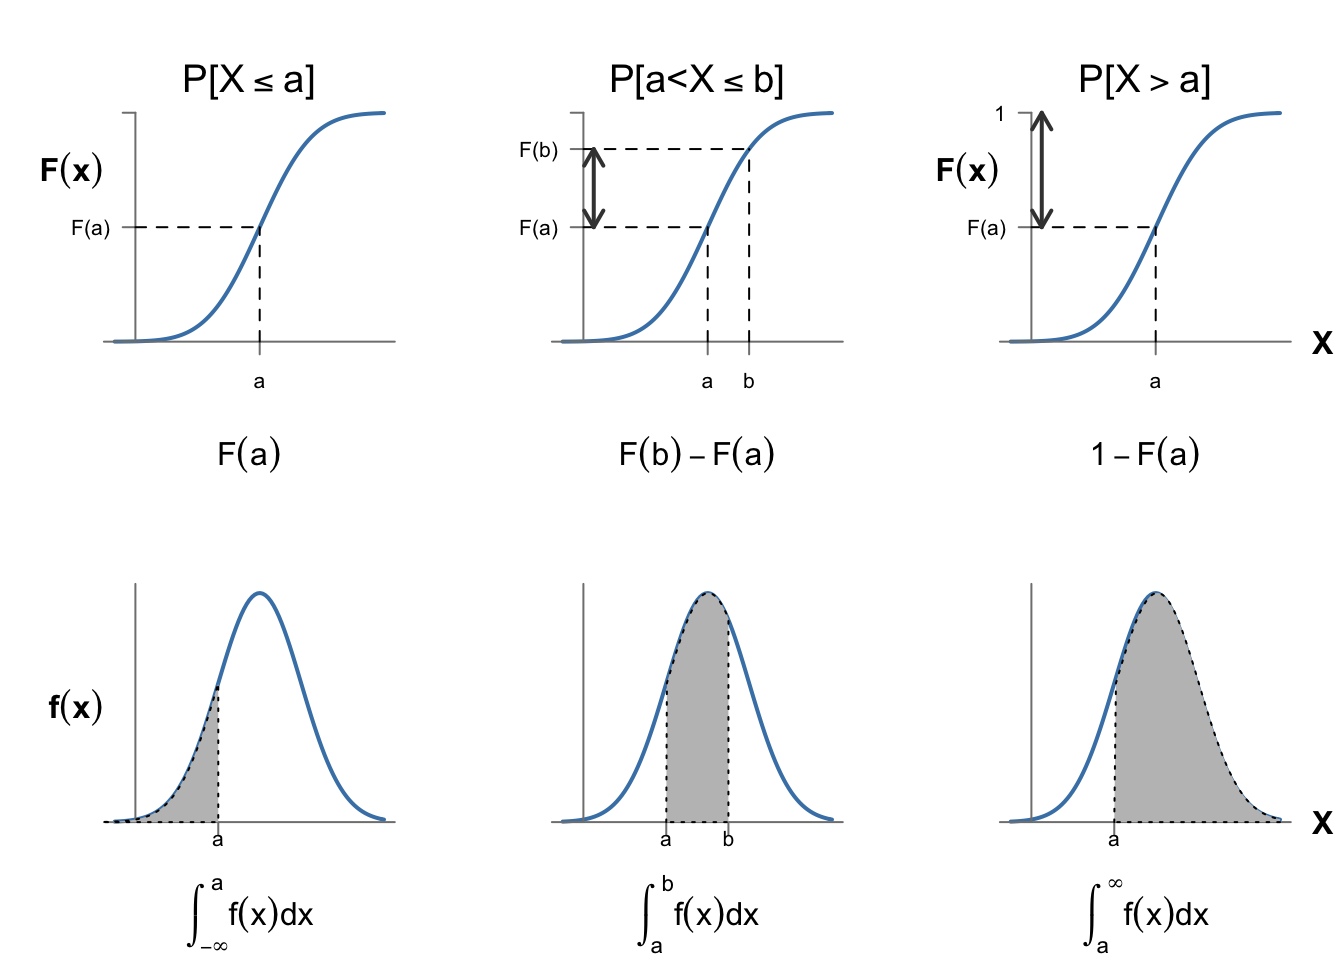 P[X ≤ a] P[a<X ≤ b] P[X > a]
1
F(b)
F(x) F(x)
F(a) F(a) F(a)
X
a a b a
F(a) F(b) – F(a) 1 – F(a)
f(x)
X
a a b a
∫_{–∞}^{a} f(x)dx ∫_{a}^{b} f(x)dx ∫_{a}^{∞} f(x)dx